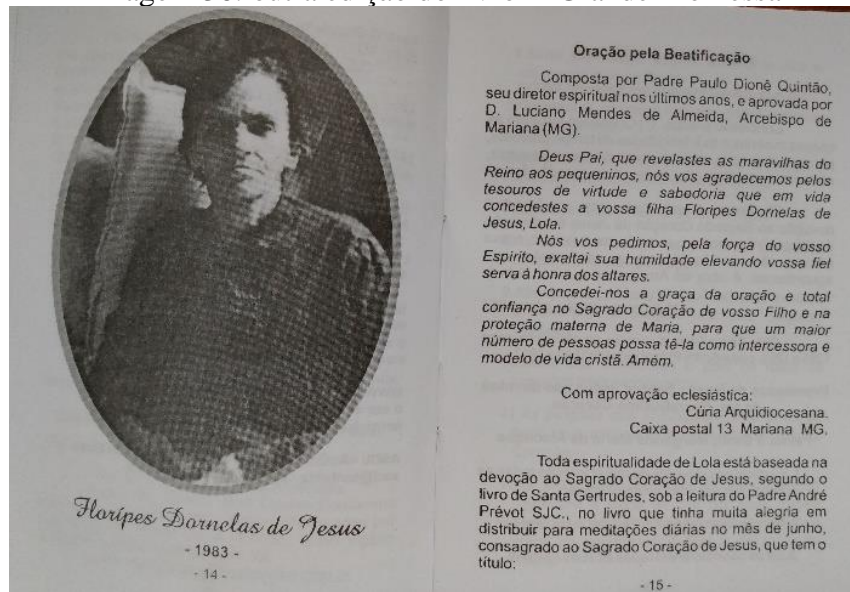 Florípes Dornelas de Jesus
- 1983 -
- 14 -
Oração pela Beatificação
Composta por Padre Paulo Dionê Quintão,
seu diretor espiritual nos últimos anos, e aprovada por
D. Luciano Mendes de Almeida, Arcebispo de
Mariana (MG).
Deus Pai, que revelastes as maravilhas do
Reino aos pequeninos, nós vos agradecemos pelos
tesouros de virtude e sabedoria que em vida
concedestes a vossa filha Floripes Dornelas de
Jesus, Lola.
Nós vos pedimos, pela força do vosso
Espírito, exaltai sua humildade elevando vossa fiel
serva à honra dos altares.
Concedei-nos a graça da oração e total
confiança no Sagrado Coração de vosso Filho e na
proteção materna de Maria, para que um maior
número de pessoas possa tê-la como intercessora e
modelo de vida cristã. Amém.
Com aprovação eclesiástica:
Cúria Arquidiocesana.
Caixa postal 13 Mariana MG.
Toda espiritualidade de Lola está baseada na
devoção ao Sagrado Coração de Jesus, segundo o
livro de Santa Gertrudes, sob a leitura do Padre André
Prévot SJC., no livro que tinha muita alegria em
distribuir para meditações diárias no mês de junho,
consagrado ao Sagrado Coração de Jesus, que tem o
título:
- 15 -